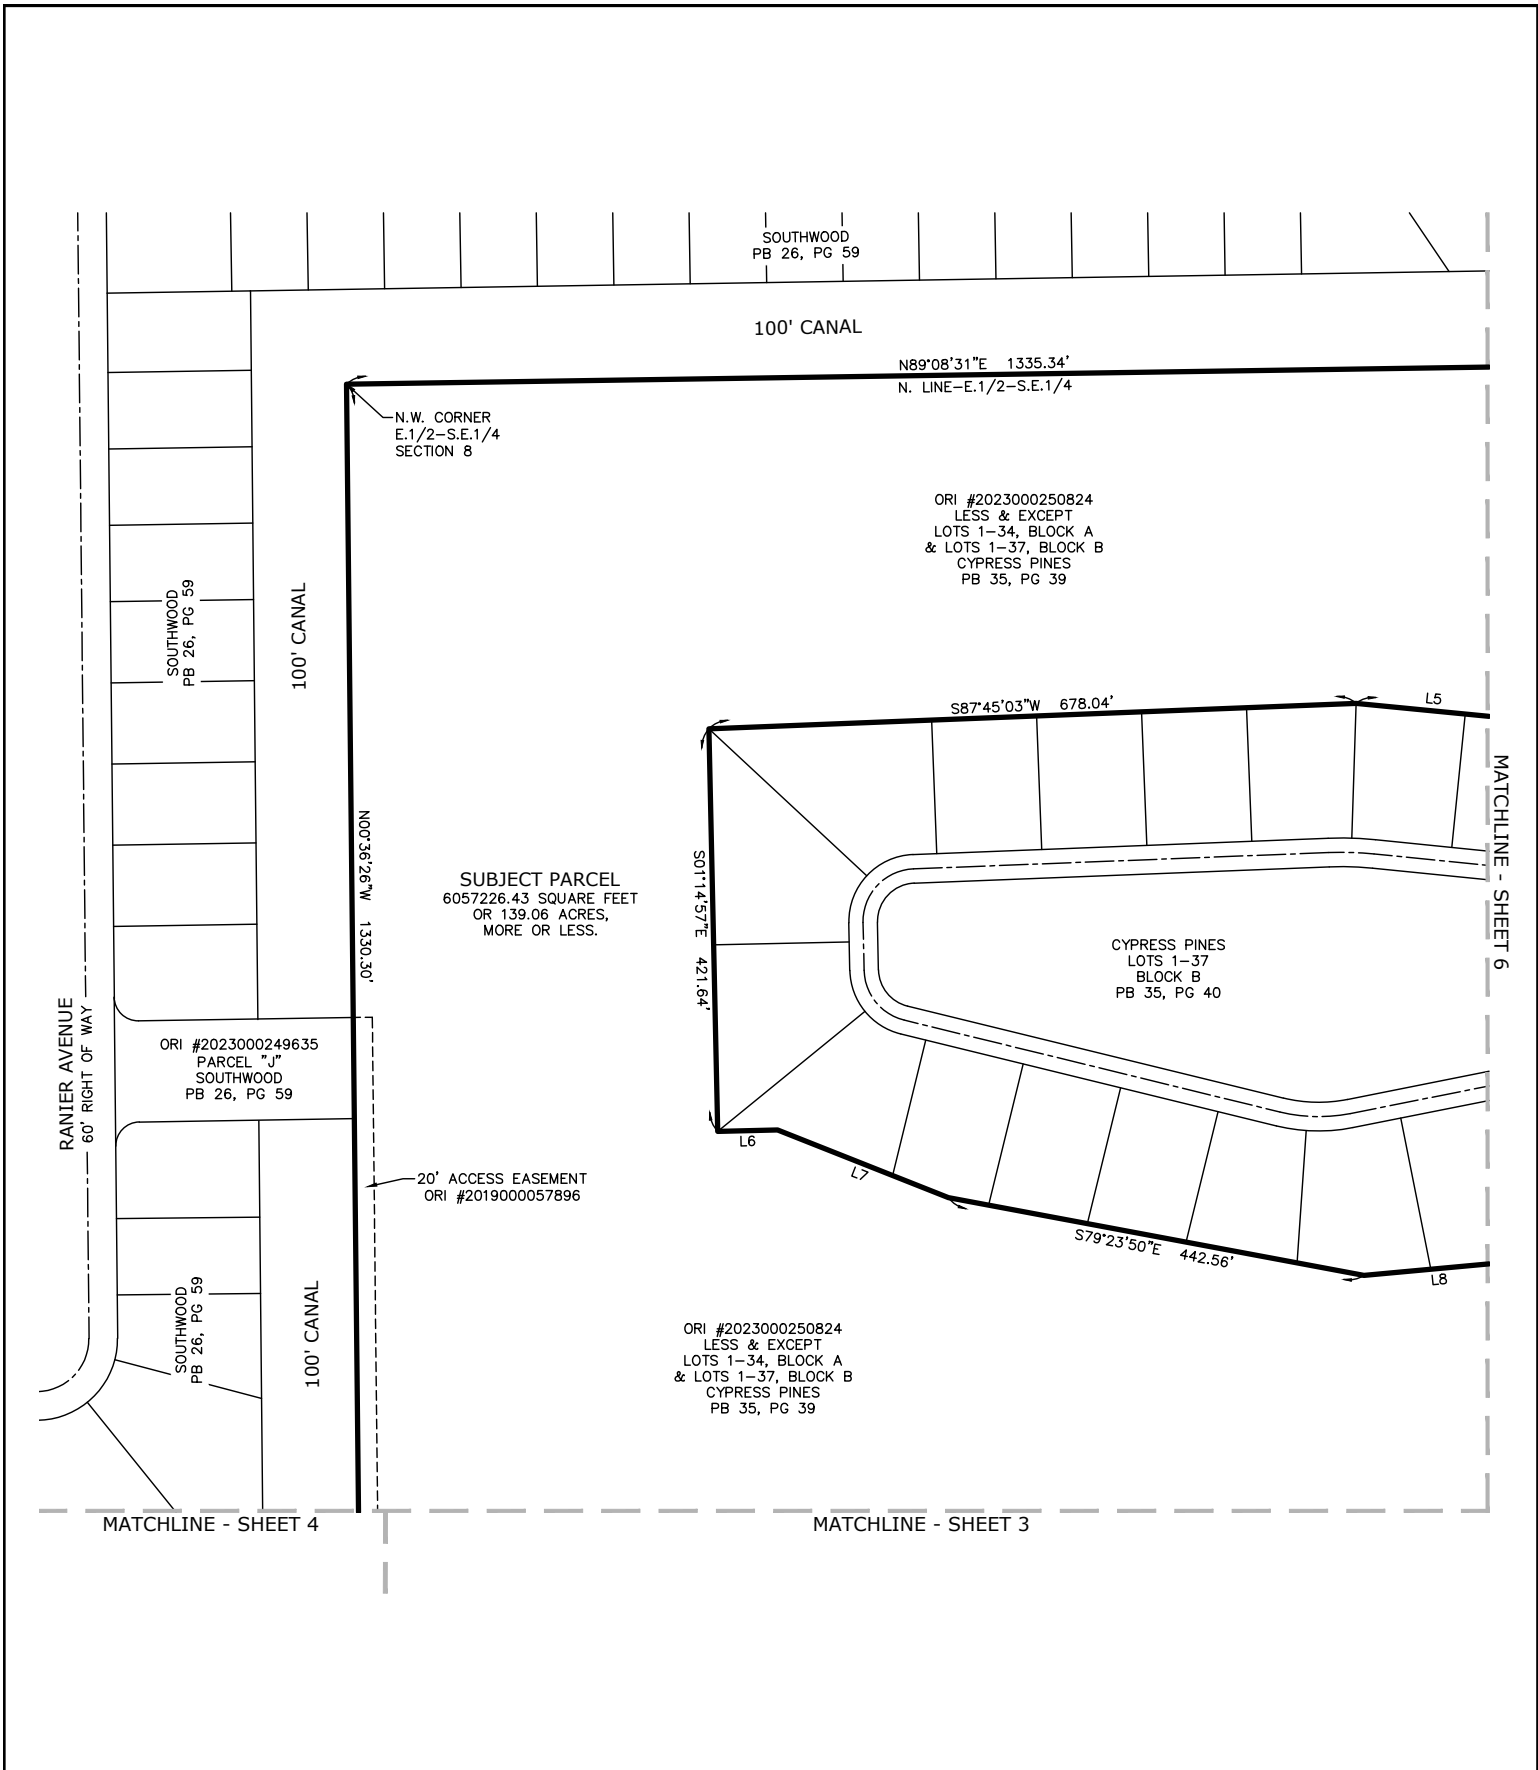 SOUTHWOOD
PB 26, PG 59
100' CANAL
N89°08'31"E 1335.34'
N. LINE-E.1/2-S.E.1/4
N.W. CORNER
E.1/2-S.E.1/4
SECTION 8
ORI #2023000250824
LESS & EXCEPT
LOTS 1-34, BLOCK A
& LOTS 1-37, BLOCK B
CYPRESS PINES
PB 35, PG 39
SOUTHWOOD
PB 26, PG 59
100' CANAL
S87°45'03"W 678.04'
L5
MATCHLINE - SHEET 6
N00°36'26"W 1330.30'
SUBJECT PARCEL
6057226.43 SQUARE FEET
OR 139.06 ACRES,
MORE OR LESS.
S01°14'57"E 421.64'
CYPRESS PINES
LOTS 1-37
BLOCK B
PB 35, PG 40
RANIER AVENUE
60' RIGHT OF WAY
ORI #2023000249635
PARCEL "J"
SOUTHWOOD
PB 26, PG 59
L6
L7
20' ACCESS EASEMENT
ORI #2019000057896
S79°23'50"E 442.56'
L8
SOUTHWOOD
PB 26, PG 59
100' CANAL
ORI #2023000250824
LESS & EXCEPT
LOTS 1-34, BLOCK A
& LOTS 1-37, BLOCK B
CYPRESS PINES
PB 35, PG 39
MATCHLINE - SHEET 4
MATCHLINE - SHEET 3